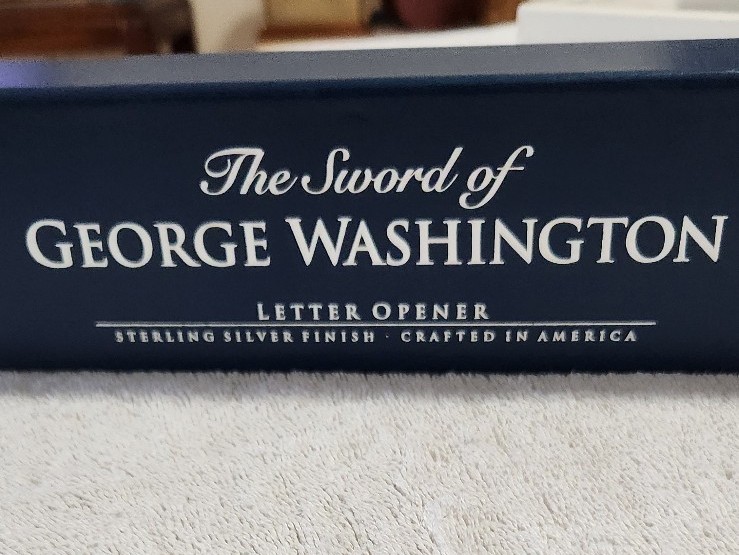 The Sword of
GEORGE WASHINGTON
LETTER OPENER
STERLING SILVER FINISH · CRAFTED IN AMERICA